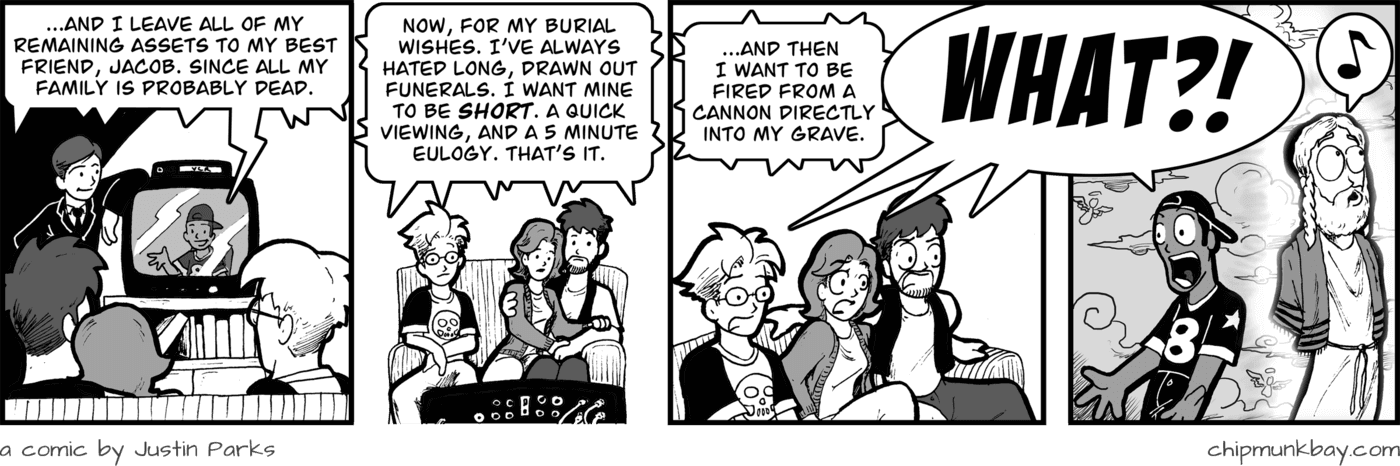 ...AND I LEAVE ALL OF MY
REMAINING ASSETS TO MY BEST
FRIEND, JACOB. SINCE ALL MY
FAMILY IS PROBABLY DEAD.
VCR
8
NOW, FOR MY BURIAL
WISHES. I'VE ALWAYS
HATED LONG, DRAWN OUT
FUNERALS. I WANT MINE
TO BE SHORT. A QUICK
VIEWING, AND A 5 MINUTE
EULOGY. THAT'S IT.
...AND THEN
I WANT TO BE
FIRED FROM A
CANNON DIRECTLY
INTO MY GRAVE.
WHAT?!
8
a comic by Justin Parks
chipmunkbay.com